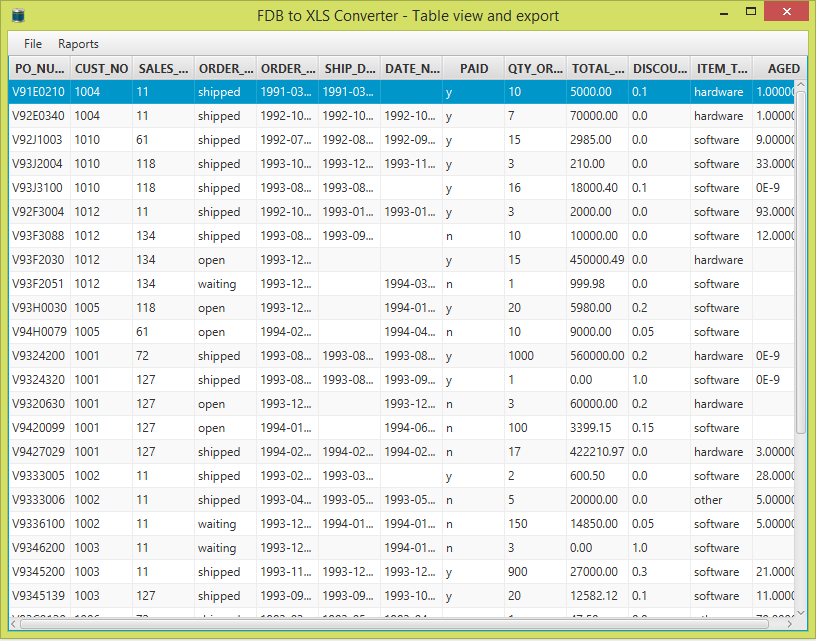 FDB to XLS Converter - Table view and export
File Raports
PO_NU... CUST_NO SALES_... ORDER_... ORDER_... SHIP_D... DATE_N... PAID QTY_OR... TOTAL_... DISCOU... ITEM_T... AGED
V91E0210 1004 11 shipped 1991-03... 1991-03... y 10 5000.00 0.1 hardware 1.0000
V92E0340 1004 11 shipped 1992-10... 1992-10... 1992-10... y 7 70000.00 0.0 hardware 1.0000
V92J1003 1010 61 shipped 1992-07... 1992-08... 1992-09... y 15 2985.00 0.0 software 9.0000
V93J2004 1010 118 shipped 1993-10... 1993-12... 1993-11... y 3 210.00 0.0 software 33.000
V93J3100 1010 118 shipped 1993-08... 1993-08... y 16 18000.40 0.1 software 0E-9
V92F3004 1012 11 shipped 1992-10... 1993-01... 1993-01... y 3 2000.00 0.0 software 93.000
V93F3088 1012 134 shipped 1993-08... 1993-09... n 10 10000.00 0.0 software 12.000
V93F2030 1012 134 open 1993-12... y 15 450000.49 0.0 hardware
V93F2051 1012 134 waiting 1993-12... 1994-03... n 1 999.98 0.0 software
V93H0030 1005 118 open 1993-12... 1994-01... y 20 5980.00 0.2 software
V94H0079 1005 61 open 1994-02... 1994-04... n 10 9000.00 0.05 software
V9324200 1001 72 shipped 1993-08... 1993-08... 1993-08... y 1000 560000.00 0.2 hardware 0E-9
V9324320 1001 127 shipped 1993-08... 1993-08... 1993-09... y 1 0.00 1.0 software 0E-9
V9320630 1001 127 open 1993-12... 1993-12... n 3 60000.00 0.2 hardware
V9420099 1001 127 open 1994-01... 1994-06... n 100 3399.15 0.15 software
V9427029 1001 127 shipped 1994-02... 1994-02... 1994-02... n 17 422210.97 0.0 hardware 3.0000
V9333005 1002 11 shipped 1993-02... 1993-03... y 2 600.50 0.0 software 28.000
V9333006 1002 11 shipped 1993-04... 1993-05... 1993-05... n 5 20000.00 0.0 other 5.0000
V9336100 1002 11 waiting 1993-12... 1994-01... 1994-01... n 150 14850.00 0.05 software 5.0000
V9346200 1003 11 waiting 1993-12... 1994-01... n 3 0.00 1.0 software
V9345200 1003 11 shipped 1993-11... 1993-12... 1993-12... y 900 27000.00 0.3 software 21.000
V9345139 1003 127 shipped 1993-09... 1993-09... 1993-10... y 20 12582.12 0.1 software 11.000